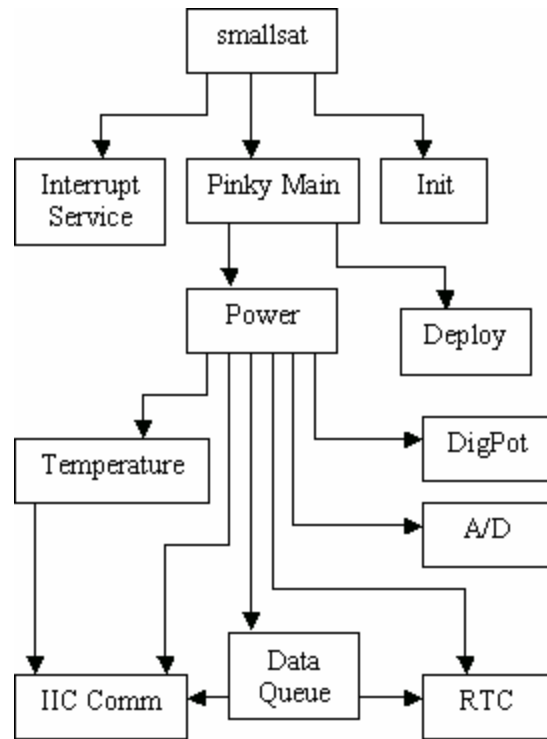 smallsat
Interrupt
Service
Pinky Main
Init
Power
Deploy
Temperature
DigPot
A/D
Data
Queue
IIC Comm
RTC